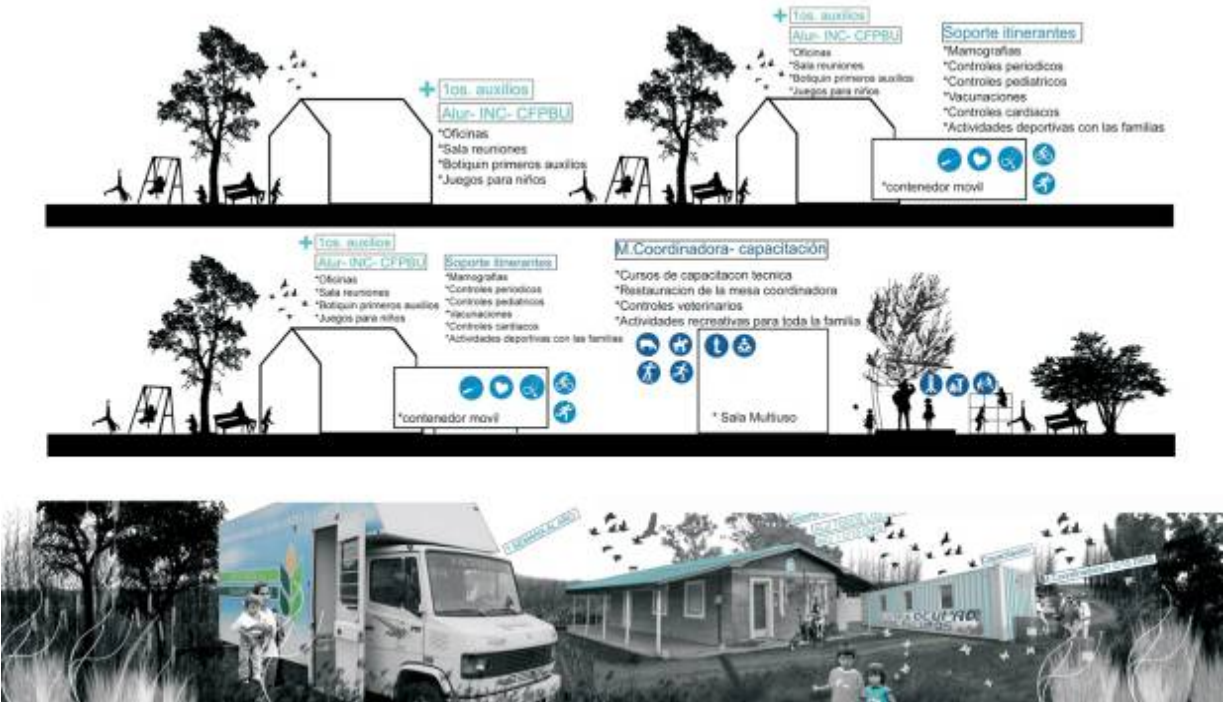 1os. auxilios
Alur- INC- CFPBU
*Oficinas
*Sala reuniones
*Botiquin primeros auxilios
*Juegos para niños
1os. auxilios
Alur- INC- CFPBU
*Oficinas
*Sala reuniones
*Botiquin primeros auxilios
*Juegos para niños
Soporte itinerantes
*Mamografias
*Controles periodicos
*Controles pediatricos
*Vacunaciones
*Controles cardiacos
*Actividades deportivas con las familias
*contenedor movil
1os. auxilios
Alur- INC- CFPBU
*Oficinas
*Sala reuniones
*Botiquin primeros auxilios
*Juegos para niños
Soporte itinerantes
*Mamografias
*Controles periodicos
*Controles pediatricos
*Vacunaciones
*Controles cardiacos
*Actividades deportivas con las familias
*contenedor movil
M.Coordinadora- capacitación
*Cursos de capacitacon tecnica
*Restauracion de la mesa coordinadora
*Controles veterinarios
*Actividades recreativas para toda la familia
* Sala Multiuso
1 SEMANA AL AÑO